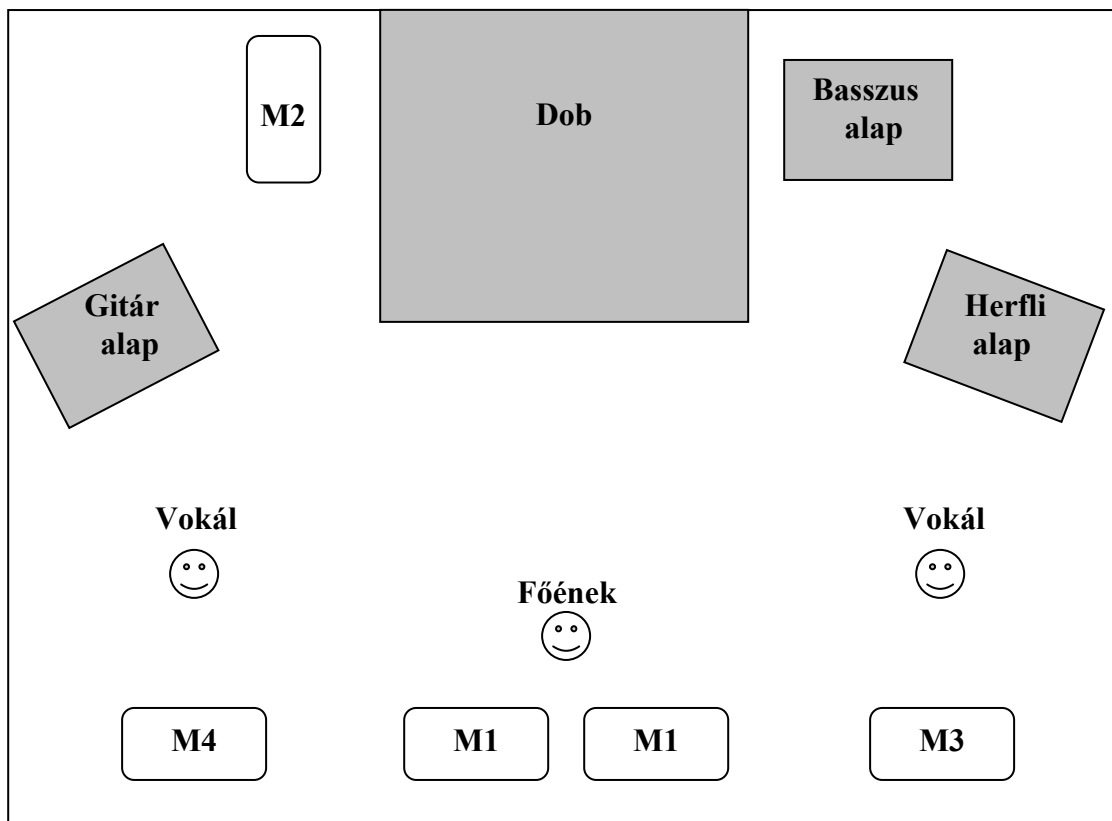 M2
Dob
Basszus
alap
Gitár
alap
Herfli
alap
Vokál
Vokál
Főének
M4
M1
M1
M3